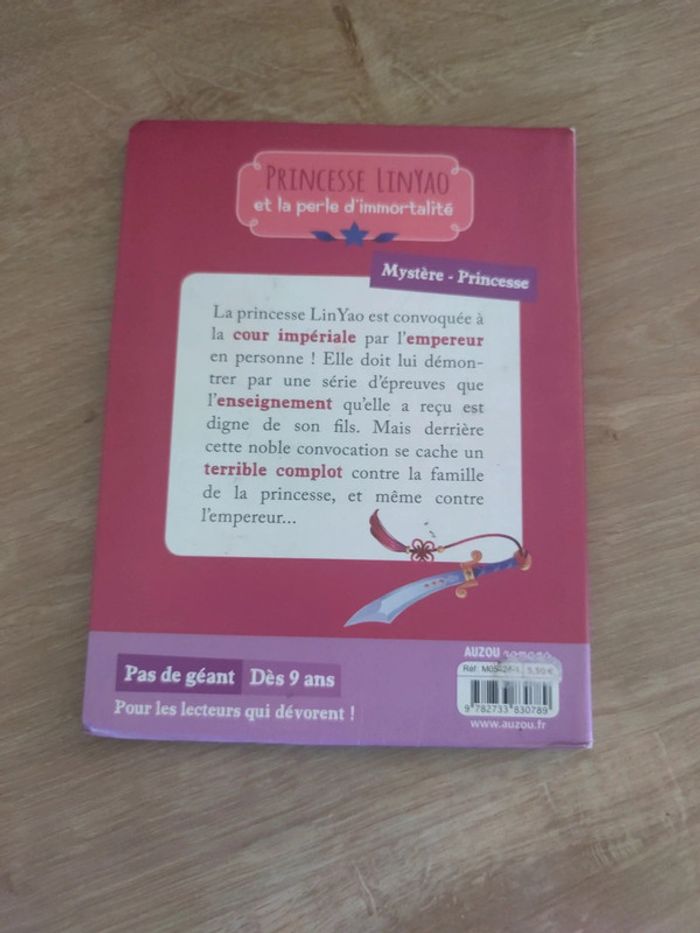 PRINCESSE LINYAO
et la perle d'immortalité
Mystère - Princesse
La princesse LinYao est convoquée à
la cour impériale par l'empereur
en personne ! Elle doit lui démon-
trer par une série d'épreuves que
l'enseignement qu'elle a reçu est
digne de son fils. Mais derrière
cette noble convocation se cache un
terrible complot contre la famille
de la princesse, et même contre
l'empereur...
Pas de géant Dès 9 ans
Pour les lecteurs qui dévorent !
AUZOU
5,50 €
9 782733 830789
www.auzou.fr